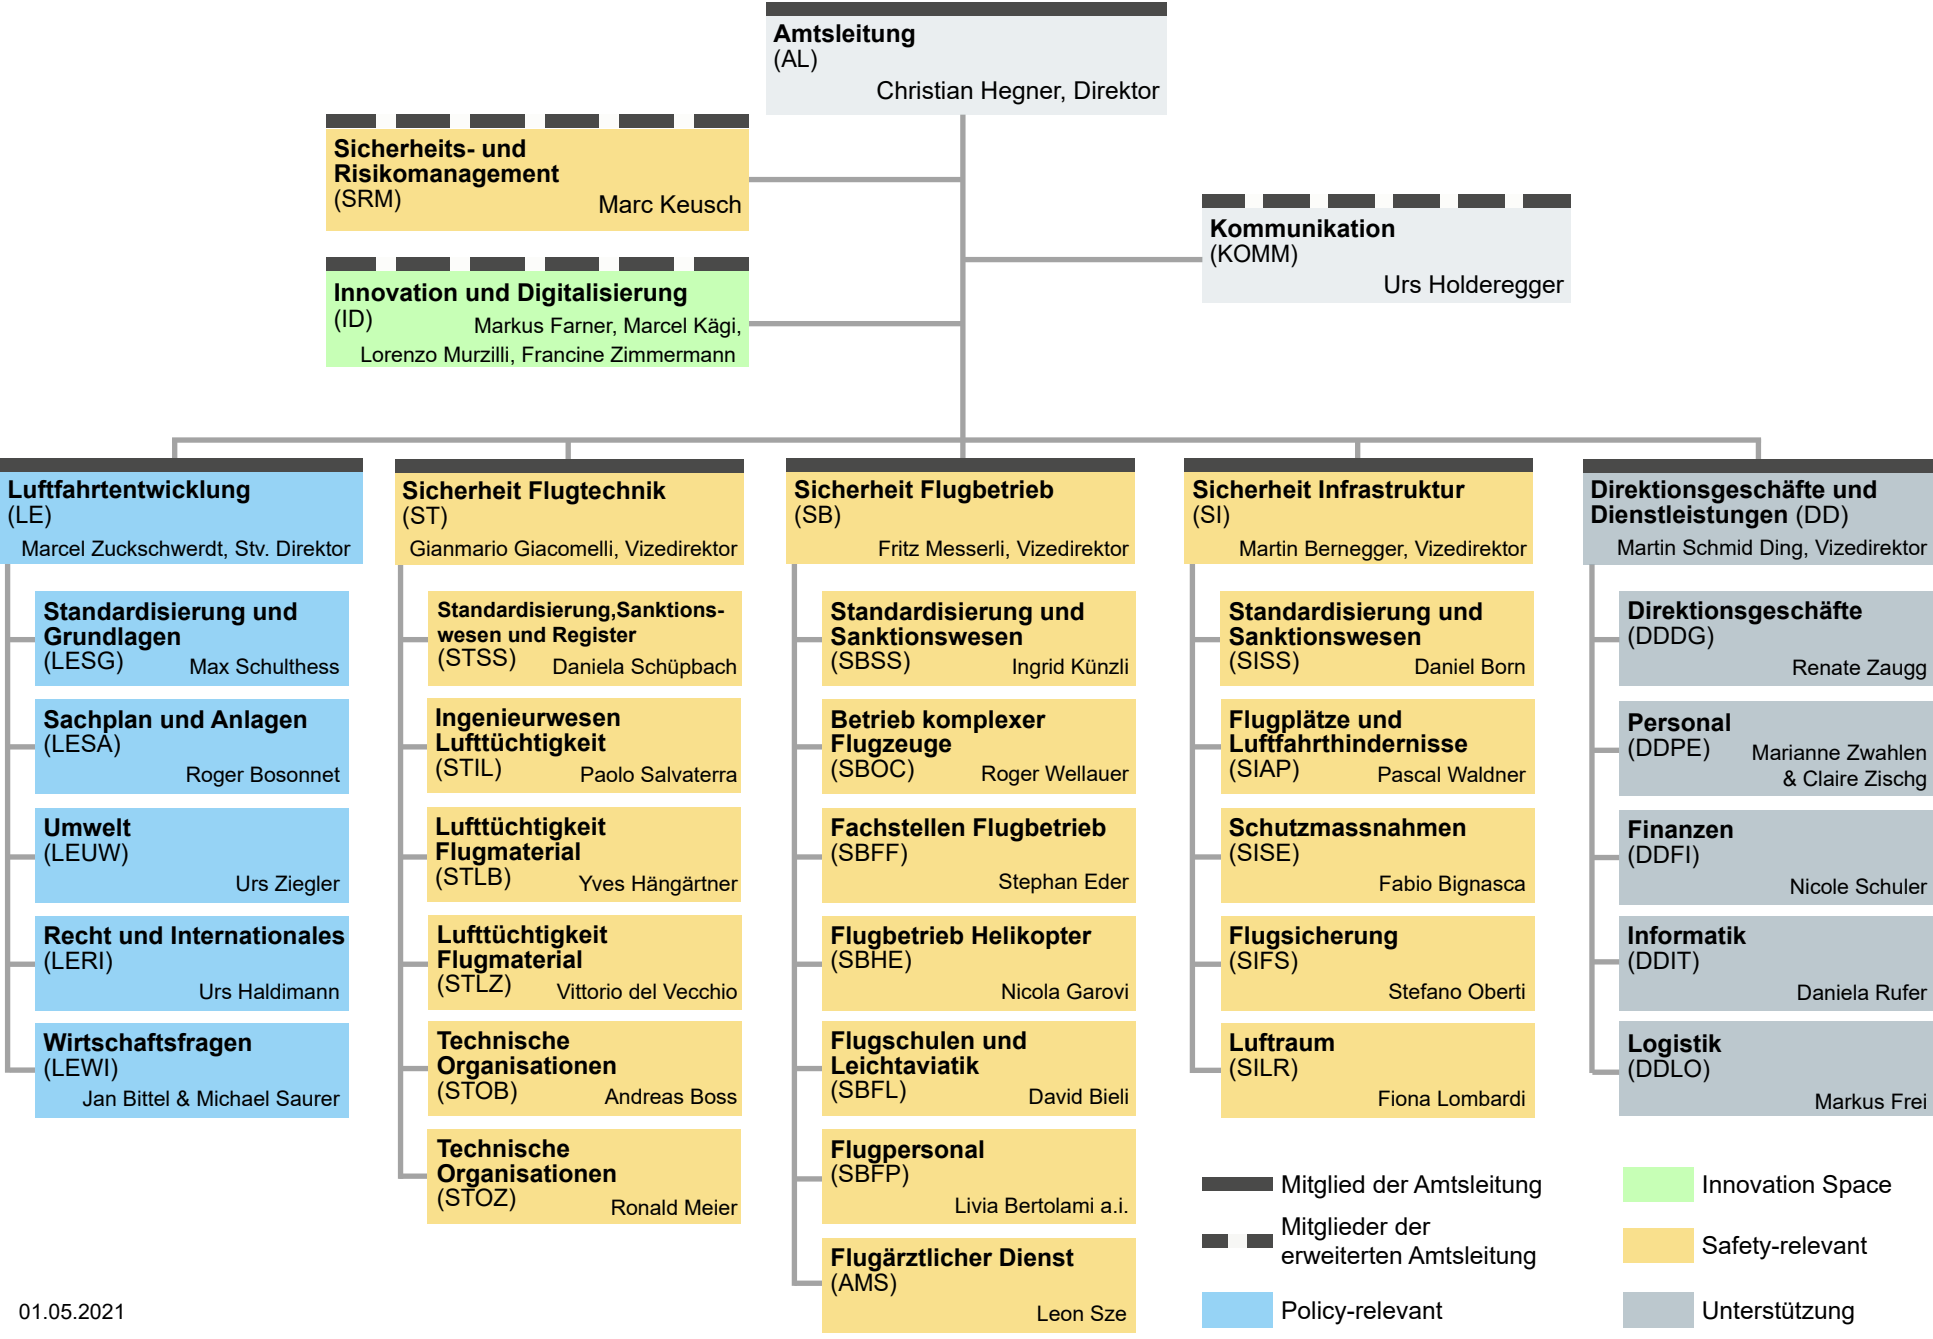 Amtsleitung
(AL)
Christian Hegner, Direktor
Sicherheits- und
Risikomanagement
(SRM)
Marc Keusch
Kommunikation
(KOMM)
Urs Holderegger
Innovation und Digitalisierung
(ID)
Markus Farner, Marcel Kägi,
Lorenzo Murzilli, Francine Zimmermann
Luftfahrtentwicklung
(LE)
Marcel Zuckschwerdt, Stv. Direktor
Standardisierung und
Grundlagen
(LESG)
Max Schulthess
Sachplan und Anlagen
(LESA)
Roger Bosonnet
Umwelt
(LEUW)
Urs Ziegler
Recht und Internationales
(LERI)
Urs Haldimann
Wirtschaftsfragen
(LEWI)
Jan Bittel & Michael Saurer
Sicherheit Flugtechnik
(ST)
Gianmario Giacomelli, Vizedirektor
Standardisierung,Sanktions-
wesen und Register
(STSS)
Daniela Schüpbach
Ingenieurwesen
Lufttüchtigkeit
(STIL)
Paolo Salvaterra
Lufttüchtigkeit
Flugmaterial
(STLB)
Yves Hängärtner
Lufttüchtigkeit
Flugmaterial
(STLZ)
Vittorio del Vecchio
Technische
Organisationen
(STOB)
Andreas Boss
Technische
Organisationen
(STOZ)
Ronald Meier
Sicherheit Flugbetrieb
(SB)
Fritz Messerli, Vizedirektor
Standardisierung und
Sanktionswesen
(SBSS)
Ingrid Künzli
Betrieb komplexer
Flugzeuge
(SBOC)
Roger Wellauer
Fachstellen Flugbetrieb
(SBFF)
Stephan Eder
Flugbetrieb Helikopter
(SBHE)
Nicola Garovi
Flugschulen und
Leichtaviatik
(SBFL)
David Bieli
Flugpersonal
(SBFP)
Livia Bertolami a.i.
Flugärztlicher Dienst
(AMS)
Leon Sze
Sicherheit Infrastruktur
(SI)
Martin Bernegger, Vizedirektor
Standardisierung und
Sanktionswesen
(SISS)
Daniel Born
Flugplätze und
Luftfahrthindernisse
(SIAP)
Pascal Waldner
Schutzmassnahmen
(SISE)
Fabio Bignasca
Flugsicherung
(SIFS)
Stefano Oberti
Luftraum
(SILR)
Fiona Lombardi
Direktionsgeschäfte und
Dienstleistungen (DD)
Martin Schmid Ding, Vizedirektor
Direktionsgeschäfte
(DDDG)
Renate Zaugg
Personal
(DDPE)
Marianne Zwahlen
& Claire Zischg
Finanzen
(DDFI)
Nicole Schuler
Informatik
(DDIT)
Daniela Rufer
Logistik
(DDLO)
Markus Frei
Mitglied der Amtsleitung
Mitglieder der
erweiterten Amtsleitung
Policy-relevant
Innovation Space
Safety-relevant
Unterstützung
01.05.2021